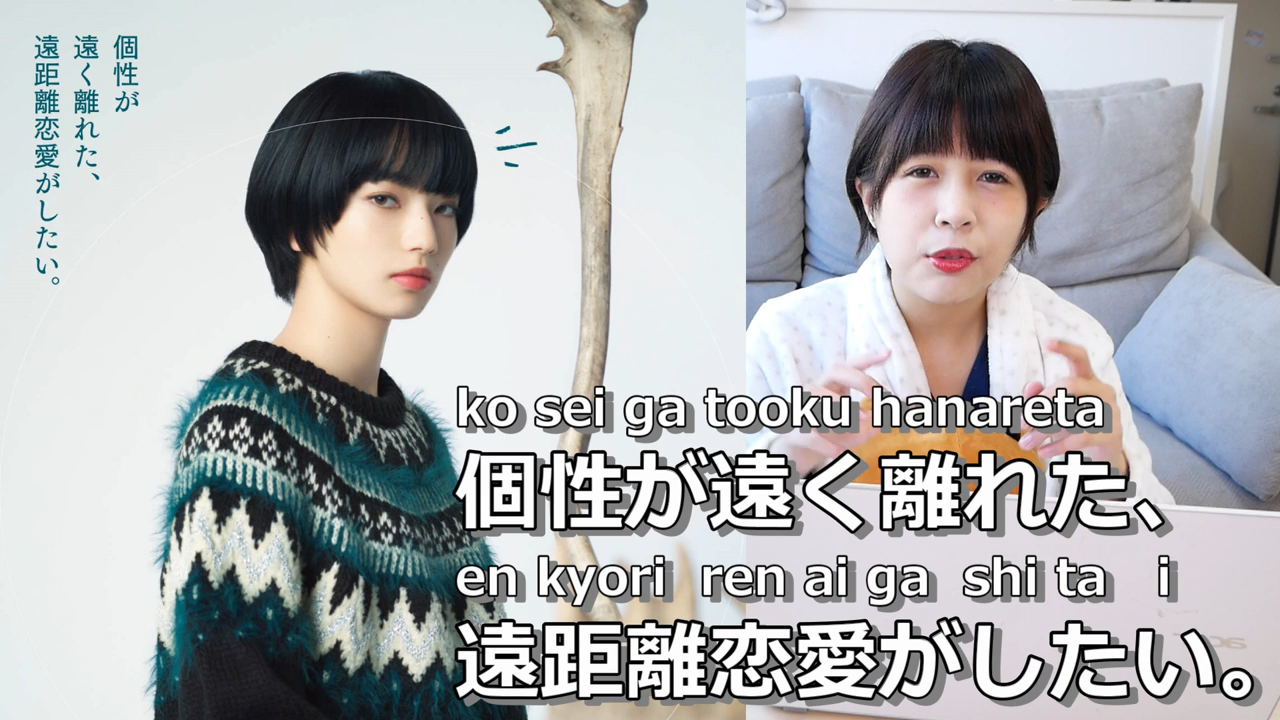 個性が
遠く離れた、
遠距離恋愛がしたい。
ko sei ga tooku hanareta
個性が遠く離れた、
en kyori ren ai ga shi ta i
遠距離恋愛がしたい。